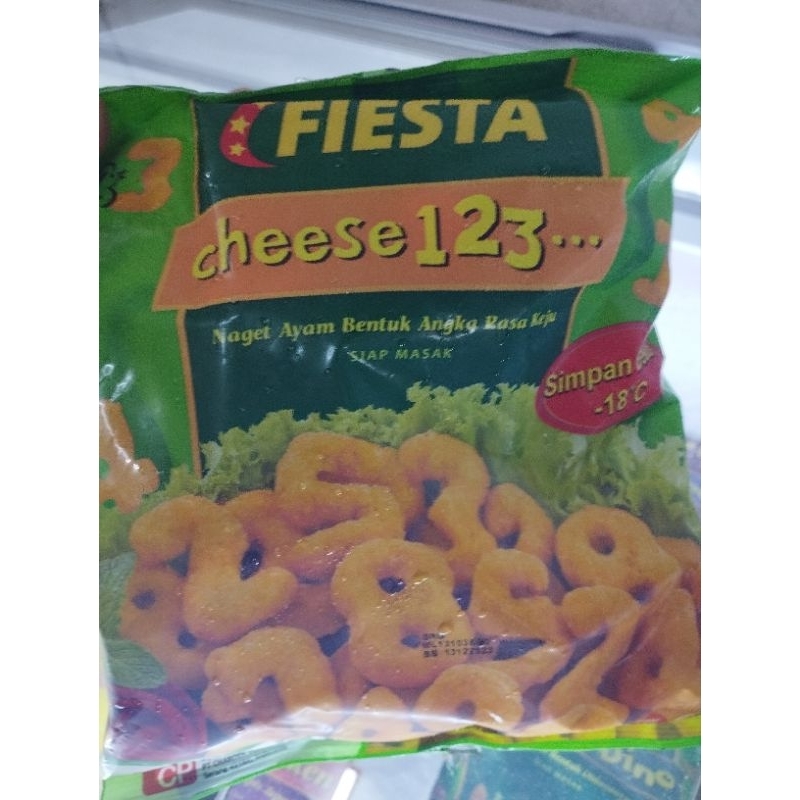 FIESTA
cheese123...
Naget Ayam Bentuk Angka Rasa Keju
SIAP MASAK
Simpan
-18°C
CP